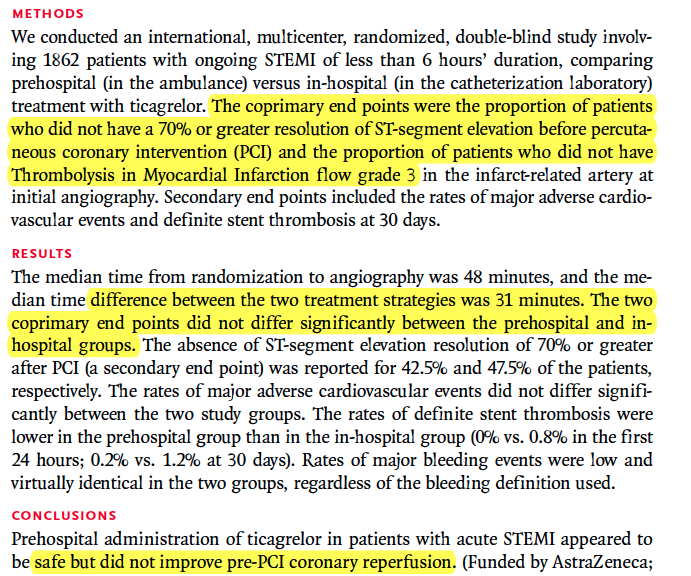 METHODS
We conducted an international, multicenter, randomized, double-blind study involv-
ing 1862 patients with ongoing STEMI of less than 6 hours’ duration, comparing
prehospital (in the ambulance) versus in-hospital (in the catheterization laboratory)
treatment with ticagrelor. The coprimary end points were the proportion of patients
who did not have a 70% or greater resolution of ST-segment elevation before percuta-
neous coronary intervention (PCI) and the proportion of patients who did not have
Thrombolysis in Myocardial Infarction flow grade 3 in the infarct-related artery at
initial angiography. Secondary end points included the rates of major adverse cardio-
vascular events and definite stent thrombosis at 30 days.
RESULTS
The median time from randomization to angiography was 48 minutes, and the me-
dian time difference between the two treatment strategies was 31 minutes. The two
coprimary end points did not differ significantly between the prehospital and in-
hospital groups. The absence of ST-segment elevation resolution of 70% or greater
after PCI (a secondary end point) was reported for 42.5% and 47.5% of the patients,
respectively. The rates of major adverse cardiovascular events did not differ signifi-
cantly between the two study groups. The rates of definite stent thrombosis were
lower in the prehospital group than in the in-hospital group (0% vs. 0.8% in the first
24 hours; 0.2% vs. 1.2% at 30 days). Rates of major bleeding events were low and
virtually identical in the two groups, regardless of the bleeding definition used.
CONCLUSIONS
Prehospital administration of ticagrelor in patients with acute STEMI appeared to
be safe but did not improve pre-PCI coronary reperfusion. (Funded by AstraZeneca;